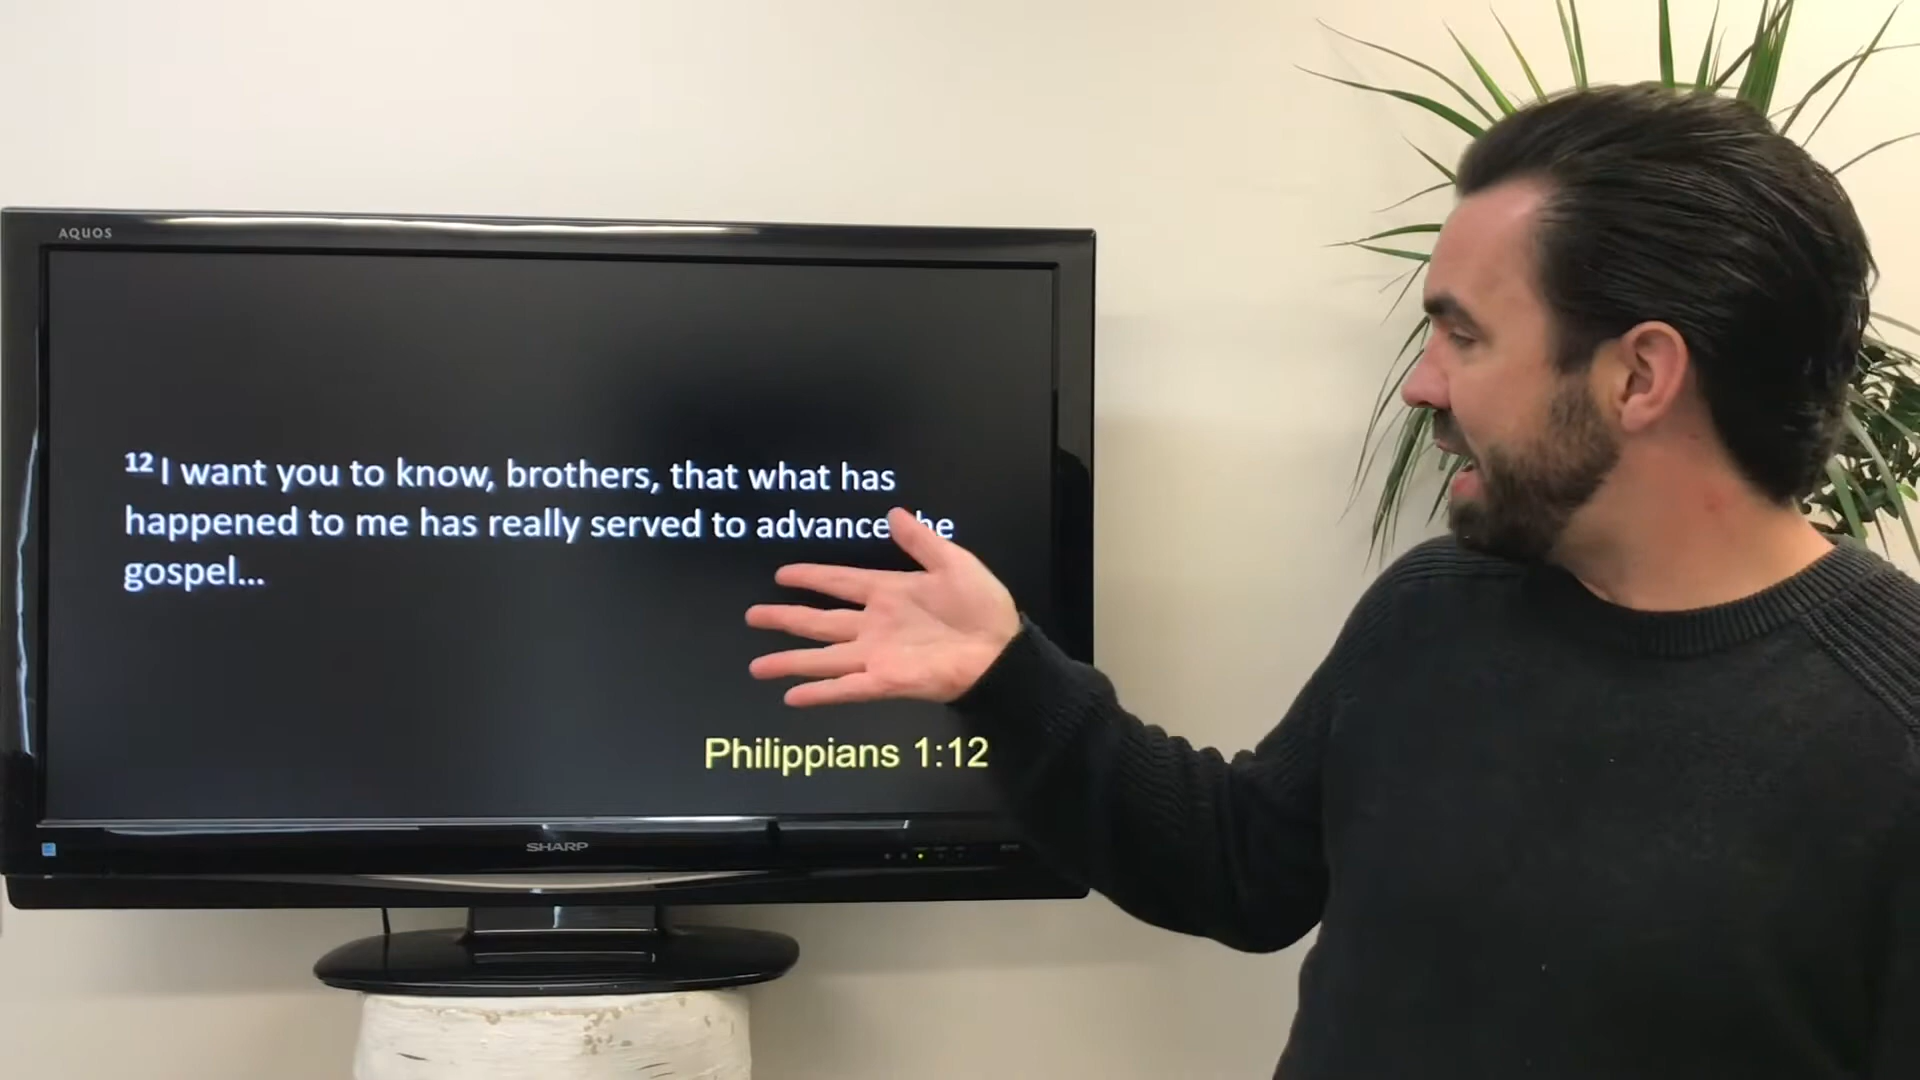 AQUOS
12 I want you to know, brothers, that what has
happened to me has really served to advance he
gospel...
Philippians 1:12
SHARP